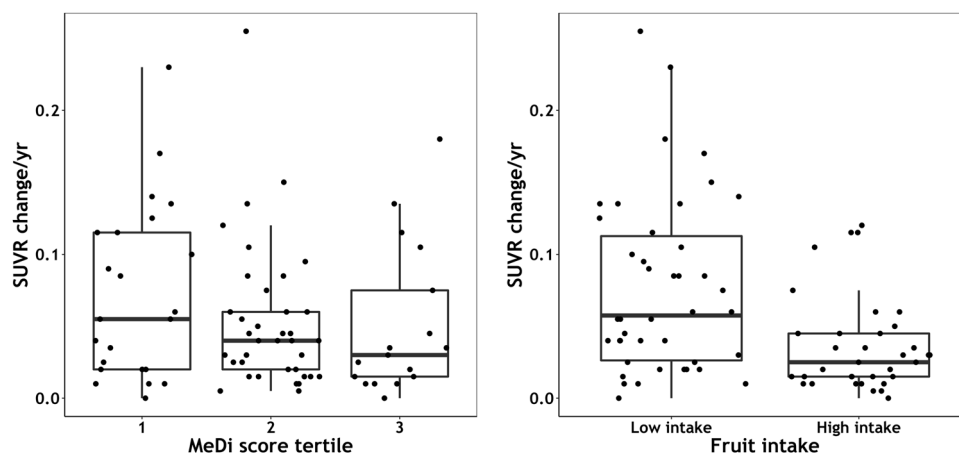 SUVR change/yr
0.2
0.1
0.0
1 2 3
MeDi score tertile
SUVR change/yr
0.2
0.1
0.0
Low intake High intake
Fruit intake